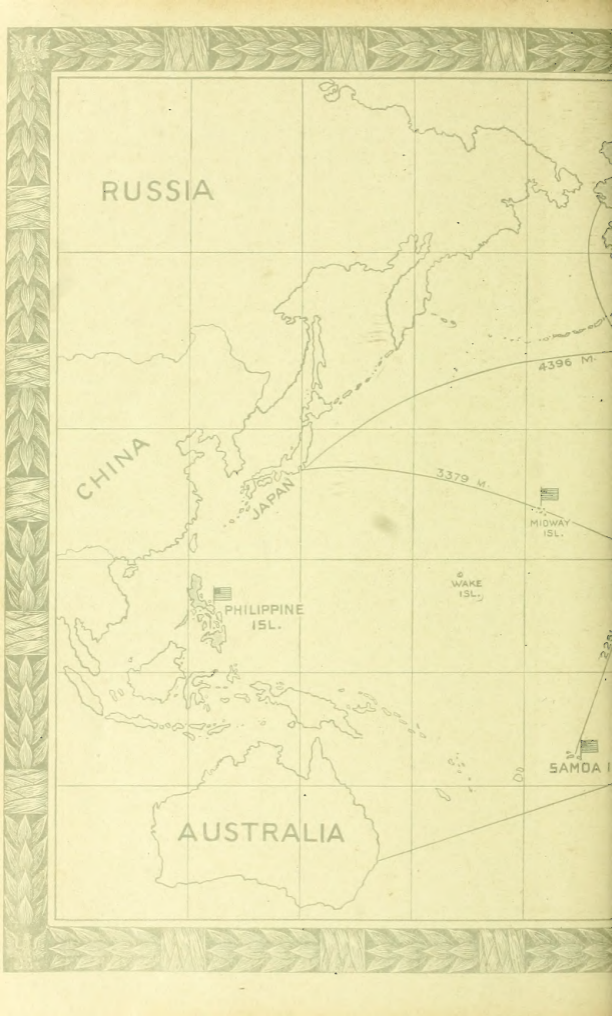 RUSSIA
4396 M.
CHINA
3379 M.
JAPAN
MIDWAY
ISL.
WAKE
ISL.
PHILIPPINE
ISL.
SAMOA I
AUSTRALIA